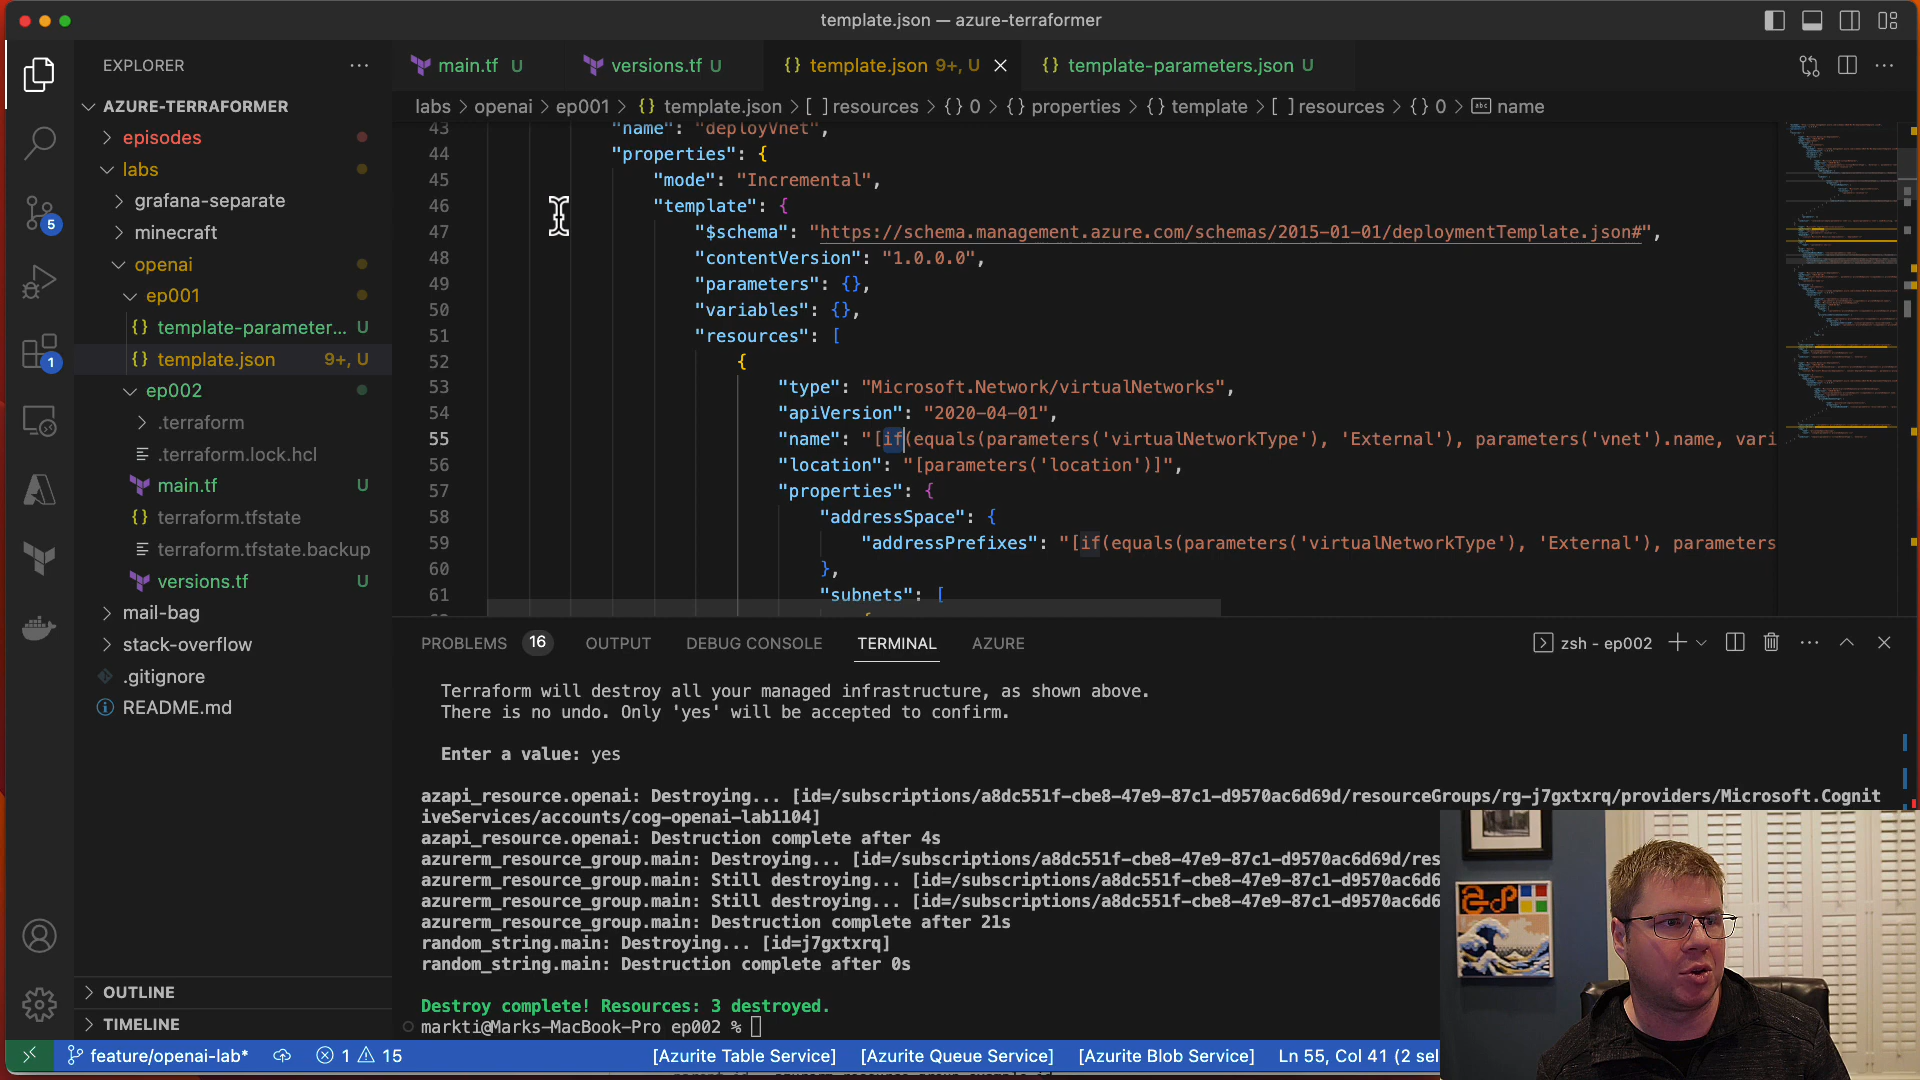 template.json — azure-terraformer
EXPLORER
AZURE-TERRAFORMER
episodes
labs
grafana-separate
minecraft
openai
ep001
template-parameter... U
template.json 9+, U
ep002
.terraform
.terraform.lock.hcl
main.tf U
terraform.tfstate
terraform.tfstate.backup
versions.tf U
mail-bag
stack-overflow
.gitignore
README.md
OUTLINE
TIMELINE
5
1
main.tf U
versions.tf U
template.json 9+, U
template-parameters.json U
labs > openai > ep001 > {} template.json > [ ] resources > {} 0 > {} properties > {} template > [ ] resources > {} 0 > abc name
43 "name": "deployVnet",
44 "properties": {
45 "mode": "Incremental",
46 "template": {
47 "$schema": "https://schema.management.azure.com/schemas/2015-01-01/deploymentTemplate.json#",
48 "contentVersion": "1.0.0.0",
49 "parameters": {},
50 "variables": {},
51 "resources": [
52 {
53 "type": "Microsoft.Network/virtualNetworks",
54 "apiVersion": "2020-04-01",
55 "name": "[if(equals(parameters('virtualNetworkType'), 'External'), parameters('vnet').name, vari
56 "location": "[parameters('location')]",
57 "properties": {
58 "addressSpace": {
59 "addressPrefixes": "[if(equals(parameters('virtualNetworkType'), 'External'), parameters
60 },
61 "subnets": [
PROBLEMS 16 OUTPUT DEBUG CONSOLE TERMINAL AZURE
zsh - ep002
Terraform will destroy all your managed infrastructure, as shown above.
There is no undo. Only 'yes' will be accepted to confirm.
Enter a value: yes
azapi_resource.openai: Destroying... [id=/subscriptions/a8dc551f-cbe8-47e9-87c1-d9570ac6d69d/resourceGroups/rg-j7gxtxrq/providers/Microsoft.Cognit
iveServices/accounts/cog-openai-lab1104]
azapi_resource.openai: Destruction complete after 4s
azurerm_resource_group.main: Destroying... [id=/subscriptions/a8dc551f-cbe8-47e9-87c1-d9570ac6d69d/res
azurerm_resource_group.main: Still destroying... [id=/subscriptions/a8dc551f-cbe8-47e9-87c1-d9570ac6d6
azurerm_resource_group.main: Still destroying... [id=/subscriptions/a8dc551f-cbe8-47e9-87c1-d9570ac6d6
azurerm_resource_group.main: Destruction complete after 21s
random_string.main: Destroying... [id=j7gxtxrq]
random_string.main: Destruction complete after 0s
Destroy complete! Resources: 3 destroyed.
markti@Marks-MacBook-Pro ep002 %
feature/openai-lab* 1 15 [Azurite Table Service] [Azurite Queue Service] [Azurite Blob Service] Ln 55, Col 41 (2 sel